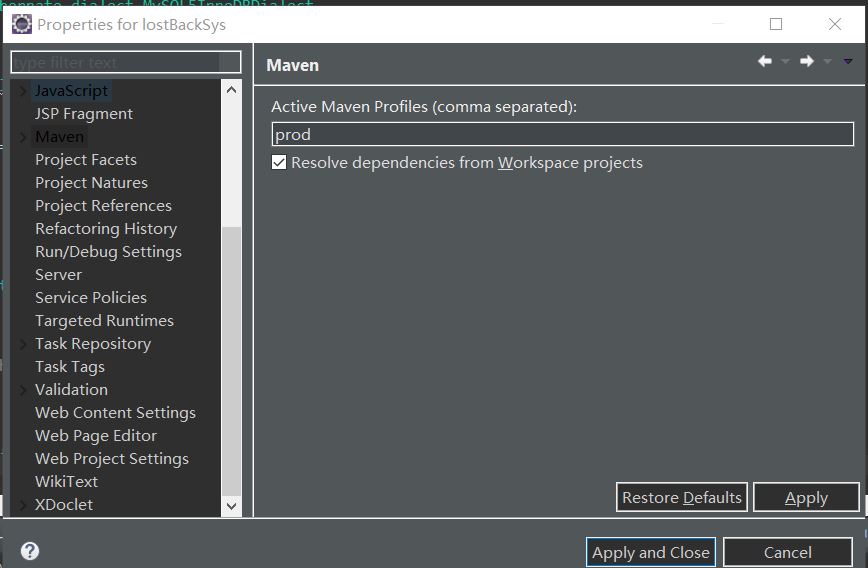 Properties for lostBackSys
type filter text
JavaScript
JSP Fragment
Maven
Project Facets
Project Natures
Project References
Refactoring History
Run/Debug Settings
Server
Service Policies
Targeted Runtimes
Task Repository
Task Tags
Validation
Web Content Settings
Web Page Editor
Web Project Settings
WikiText
XDoclet
Maven
Active Maven Profiles (comma separated):
prod
Resolve dependencies from Workspace projects
Restore Defaults
Apply
?
Apply and Close
Cancel